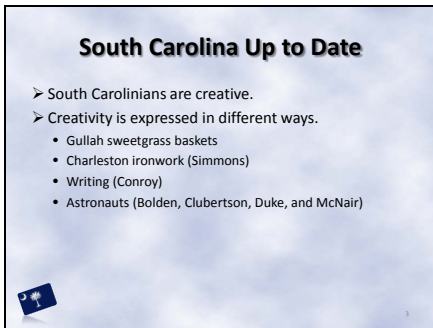 South Carolina Up to Date
➢ South Carolinians are creative.
➢ Creativity is expressed in different ways.
• Gullah sweetgrass baskets
• Charleston ironwork (Simmons)
• Writing (Conroy)
• Astronauts (Bolden, Clubertson, Duke, and McNair)
3